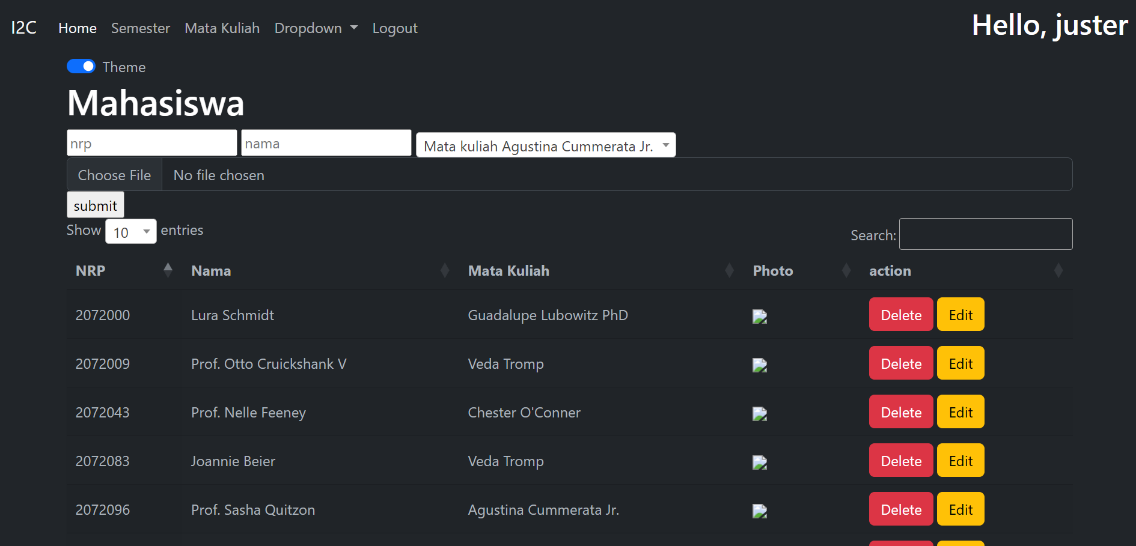 I2C Home Semester Mata Kuliah Dropdown Logout Hello, juster
Theme
Mahasiswa
nrp nama Mata kuliah Agustina Cummerata Jr.
Choose File No file chosen
submit
Show 10 entries Search:
NRP Nama Mata Kuliah Photo action
2072000 Lura Schmidt Guadalupe Lubowitz PhD Delete Edit
2072009 Prof. Otto Cruickshank V Veda Tromp Delete Edit
2072043 Prof. Nelle Feeney Chester O'Conner Delete Edit
2072083 Joannie Beier Veda Tromp Delete Edit
2072096 Prof. Sasha Quitzon Agustina Cummerata Jr. Delete Edit